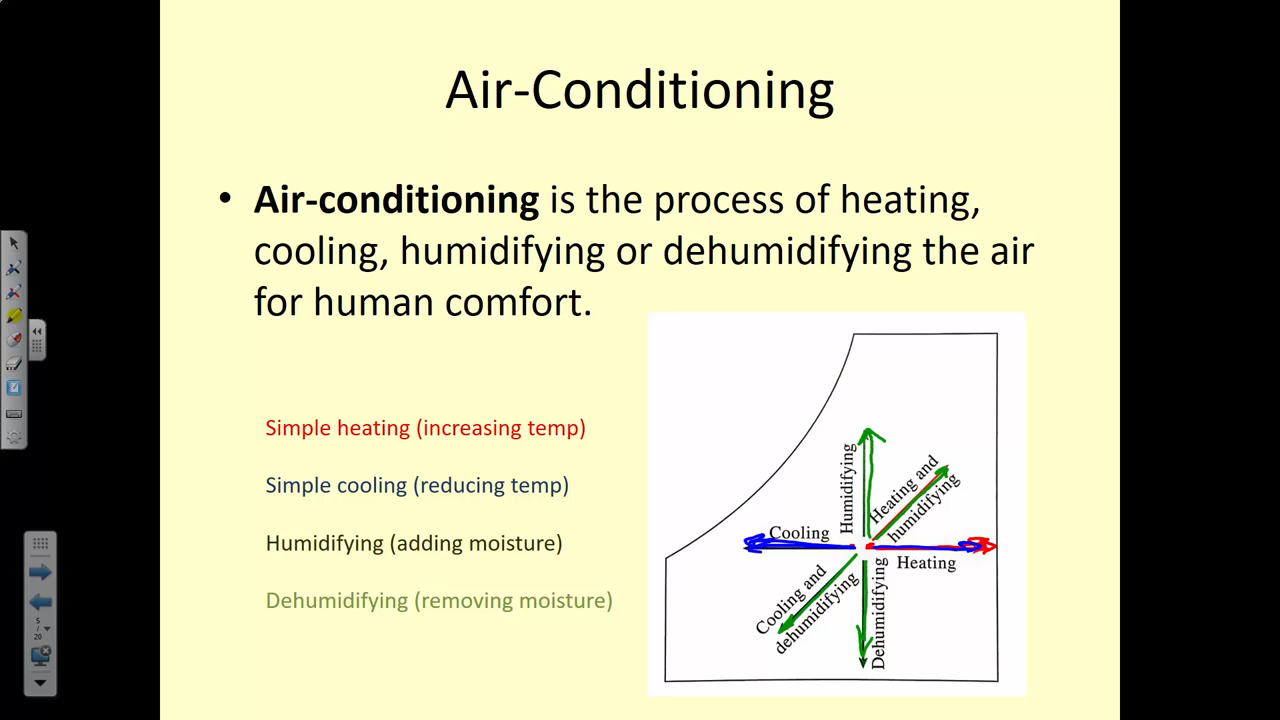 Air-Conditioning
• Air-conditioning is the process of heating,
cooling, humidifying or dehumidifying the air
for human comfort.
Simple heating (increasing temp)
Simple cooling (reducing temp)
Humidifying (adding moisture)
Dehumidifying (removing moisture)
Humidifying
Heating and
humidifying
Cooling
Heating
Cooling and
dehumidifying
Dehumidifying
5
/
20